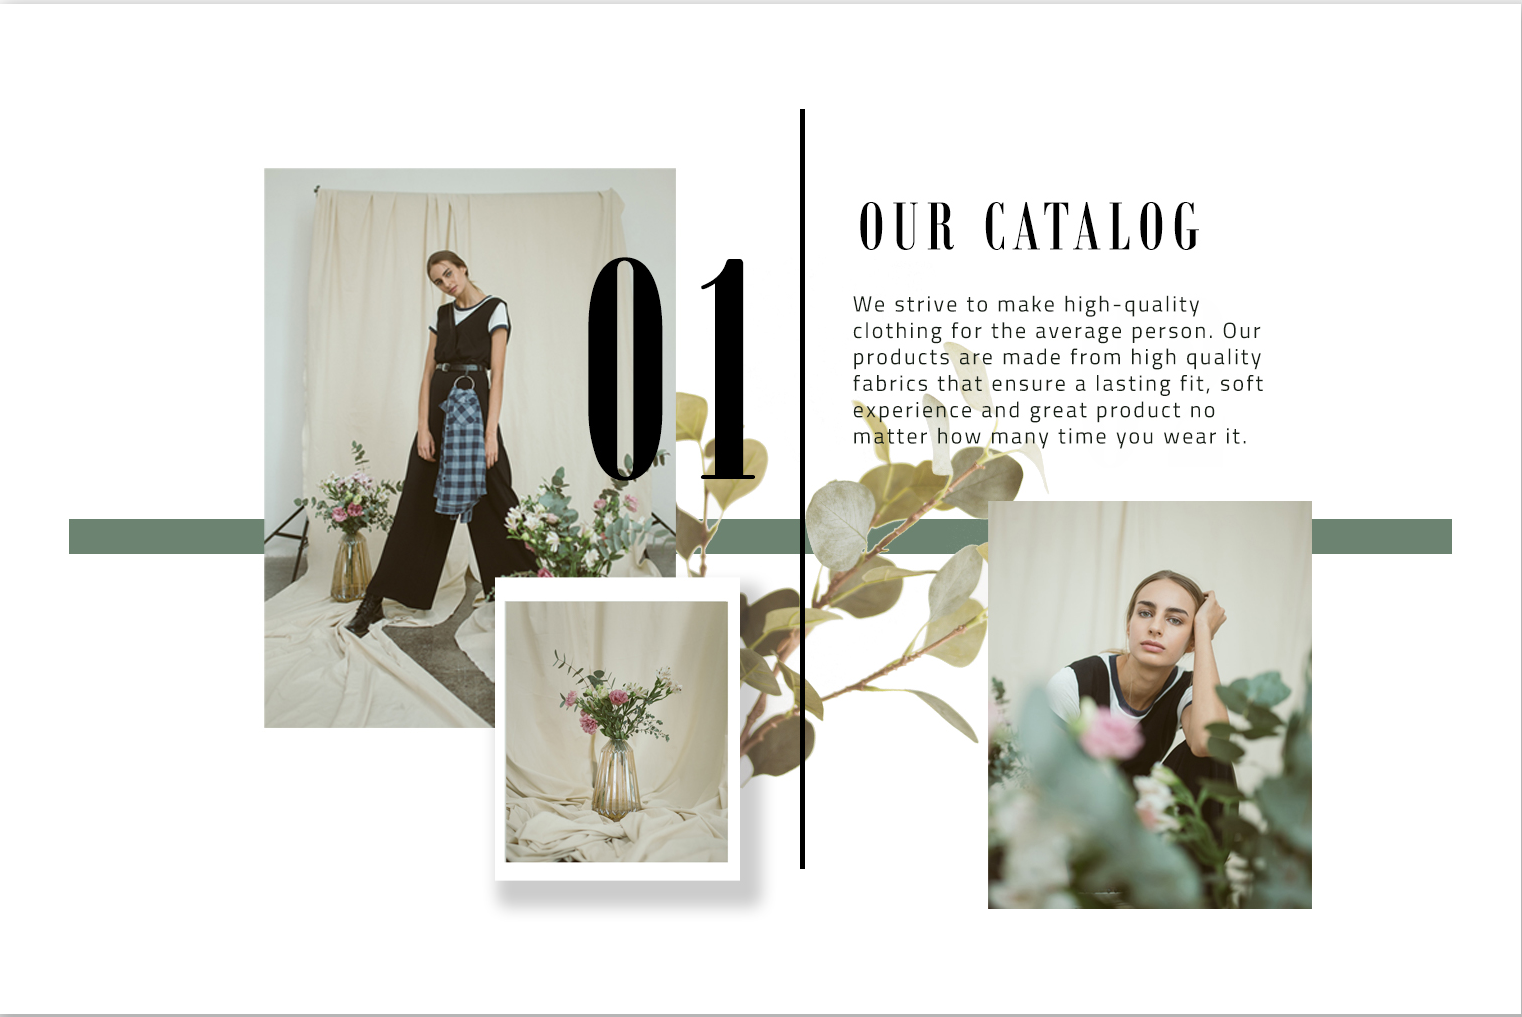 01
OUR CATALOG
We strive to make high-quality
clothing for the average person. Our
products are made from high quality
fabrics that ensure a lasting fit, soft
experience and great product no
matter how many time you wear it.